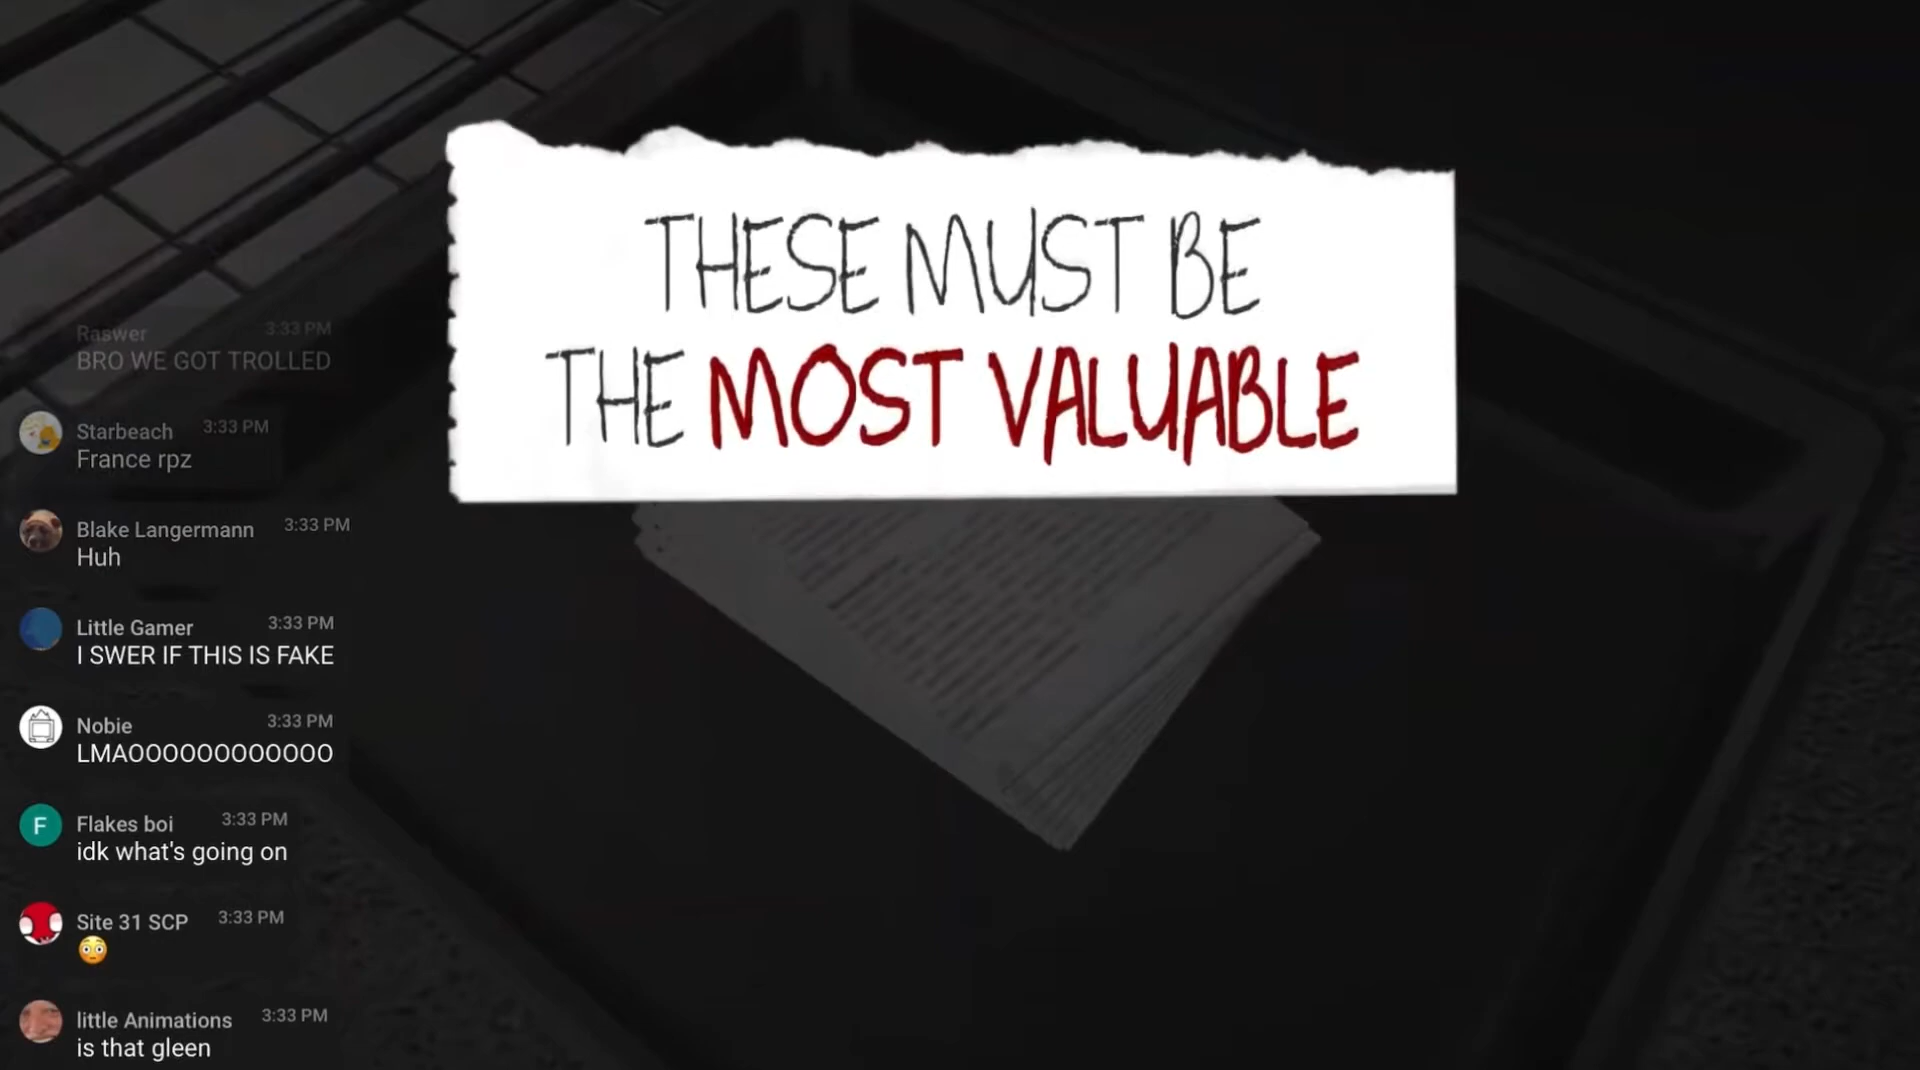 THESE MUST BE
THE MOST VALUABLE
Raswer 3:33 PM
BRO WE GOT TROLLED
Starbeach 3:33 PM
France rpz
Blake Langermann 3:33 PM
Huh
Little Gamer 3:33 PM
I SWER IF THIS IS FAKE
Nobie 3:33 PM
LMAOOOOOOOOOOOO
F
Flakes boi 3:33 PM
idk what's going on
Site 31 SCP 3:33 PM
😳
little Animations 3:33 PM
is that gleen